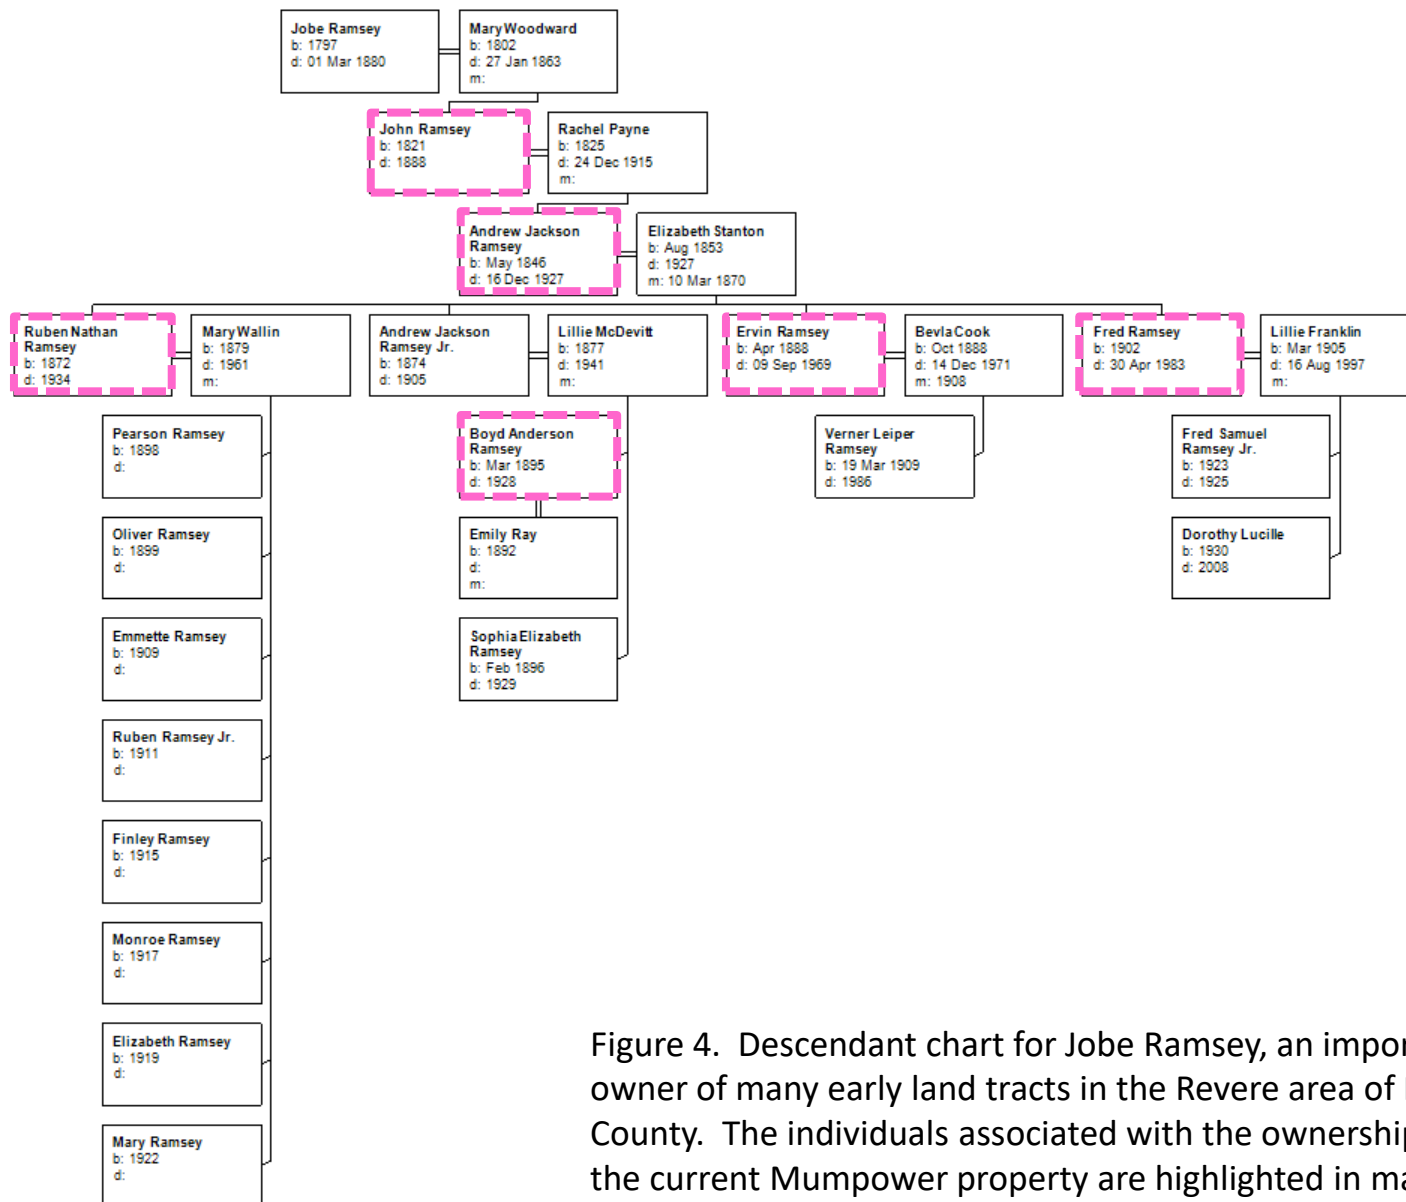 Jobe Ramsey
b: 1797
d: 01 Mar 1880
Mary Woodward
b: 1802
d: 27 Jan 1863
m:
John Ramsey
b: 1821
d: 1888
Rachel Payne
b: 1825
d: 24 Dec 1915
m:
Andrew Jackson
Ramsey
b: May 1846
d: 16 Dec 1927
Elizabeth Stanton
b: Aug 1853
d: 1927
m: 10 Mar 1870
Ruben Nathan
Ramsey
b: 1872
d: 1934
Mary Wallin
b: 1879
d: 1961
m:
Andrew Jackson
Ramsey Jr.
b: 1874
d: 1905
Lillie McDevitt
b: 1877
d: 1941
m:
Ervin Ramsey
b: Apr 1888
d: 09 Sep 1969
Bevla Cook
b: Oct 1888
d: 14 Dec 1971
m: 1908
Fred Ramsey
b: 1902
d: 30 Apr 1983
Lillie Franklin
b: Mar 1905
d: 16 Aug 1997
m:
Pearson Ramsey
b: 1898
d:
Oliver Ramsey
b: 1899
d:
Emmette Ramsey
b: 1909
d:
Ruben Ramsey Jr.
b: 1911
d:
Finley Ramsey
b: 1915
d:
Monroe Ramsey
b: 1917
d:
Elizabeth Ramsey
b: 1919
d:
Mary Ramsey
b: 1922
d:
Boyd Anderson
Ramsey
b: Mar 1895
d: 1928
Emily Ray
b: 1892
d:
m:
Sophia Elizabeth
Ramsey
b: Feb 1896
d: 1929
Verner Leiper
Ramsey
b: 19 Mar 1909
d: 1986
Fred Samuel
Ramsey Jr.
b: 1923
d: 1925
Dorothy Lucille
b: 1930
d: 2008
Figure 4. Descendant chart for Jobe Ramsey, an
owner of many early land tracts in the Revere area of
County. The individuals associated with the ownership
the current Mumpower property are highlighted in